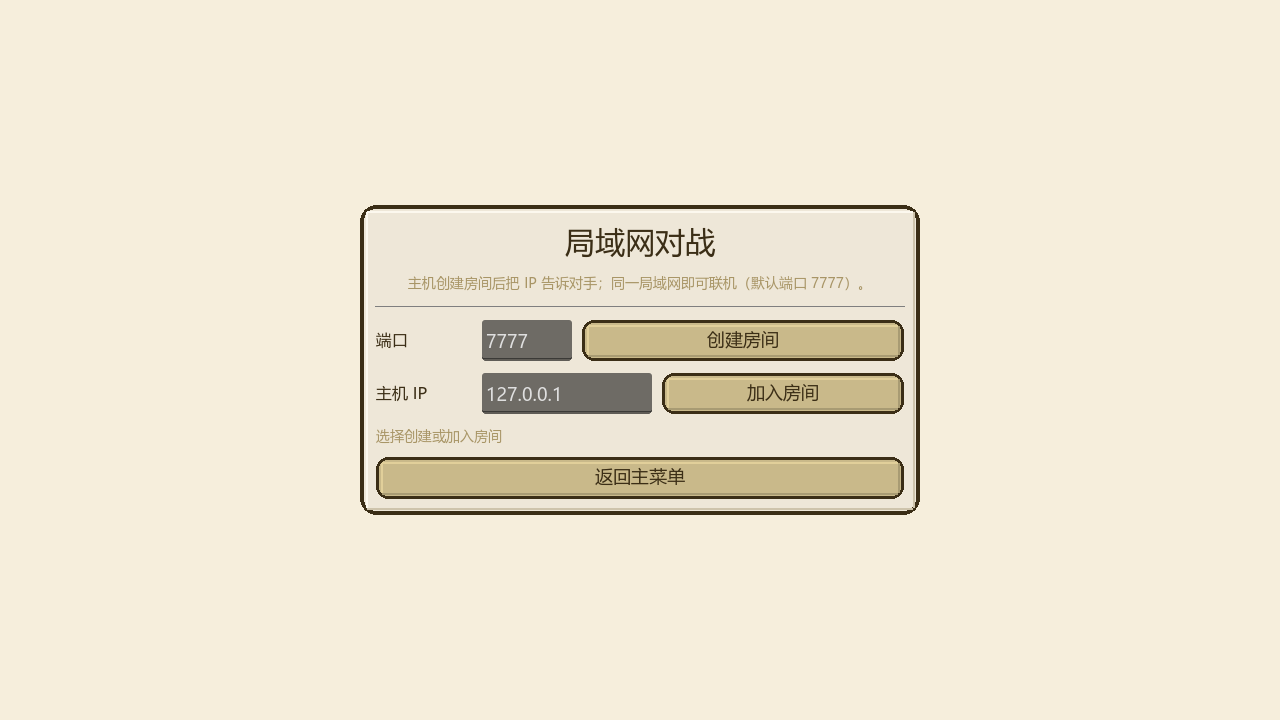 局域网对战
主机创建房间后把 IP 告诉对手；同一局域网即可联机（默认端口 7777）。
端口 7777 创建房间
主机 IP 127.0.0.1 加入房间
选择创建或加入房间
返回主菜单